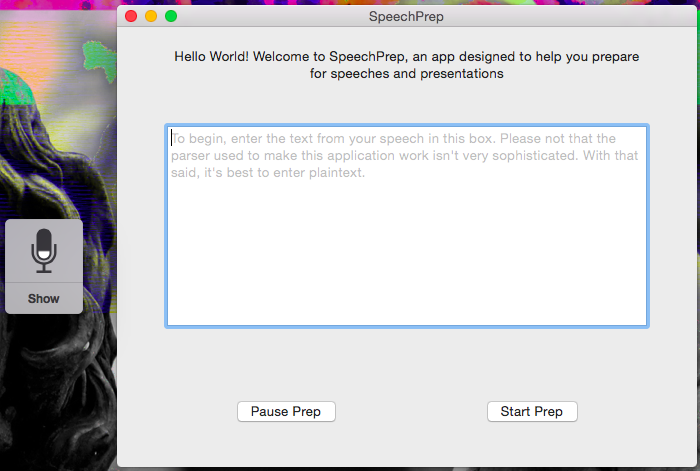 SpeechPrep
Hello World! Welcome to SpeechPrep, an app designed to help you prepare
for speeches and presentations
To begin, enter the text from your speech in this box. Please not that the
parser used to make this application work isn't very sophisticated. With that
said, it's best to enter plaintext.
Show
Pause Prep
Start Prep